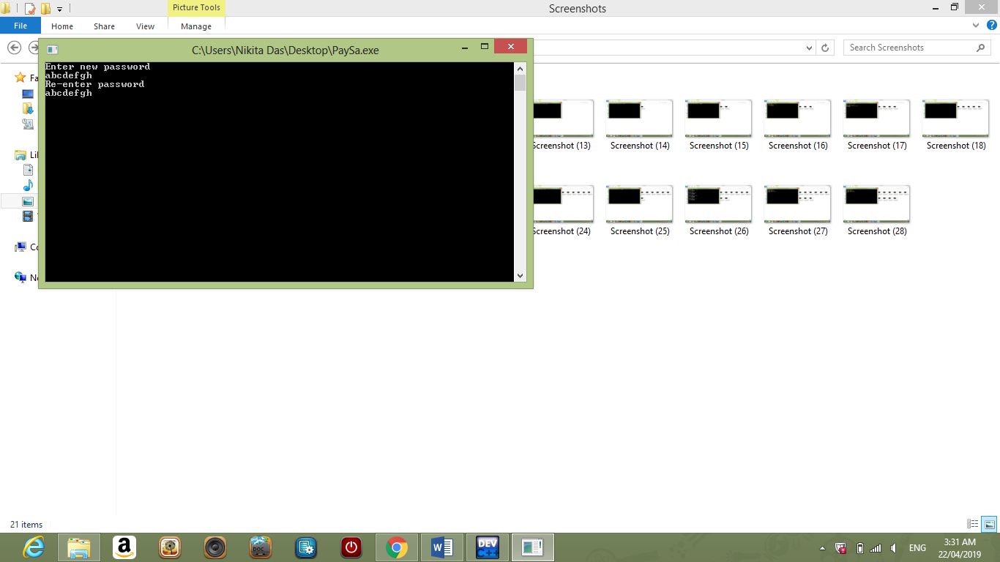 Picture Tools
Screenshots
File
Home
Share
View
Manage
C:\Users\Nikita Das\Desktop\PaySa.exe
Search Screenshots
Enter new password
abcdefgh
Re-enter password
abcdefgh
Screenshot (14)
Screenshot (15)
Screenshot (16)
Screenshot (17)
Screenshot (18)
creenshot (13)
creenshot (24)
Screenshot (25)
Screenshot (26)
Screenshot (27)
Screenshot (28)
Fa
Lil
Co
Ne
21 items
DOC
DEV
C++
ENG
3:31 AM
22/04/2019